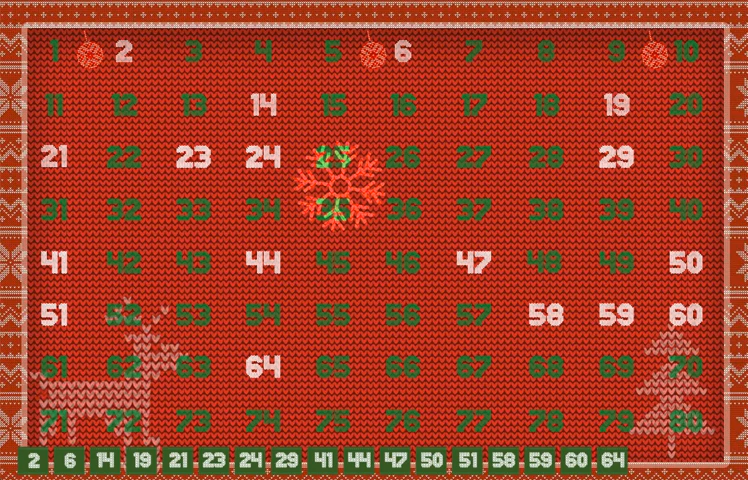 1 2 3 4 5 6 7 8 9 10
11 12 13 14 15 16 17 18 19 20
21 22 23 24 26 27 28 29 30
31 32 33 34 36 37 38 39 40
41 42 43 44 45 46 47 48 49 50
51 52 53 54 55 56 57 58 59 60
61 62 63 64 65 66 67 68 69 70
71 72 73 74 75 76 77 78 79 80
2 6 14 19 21 23 24 29 41 44 47 50 51 58 59 60 64